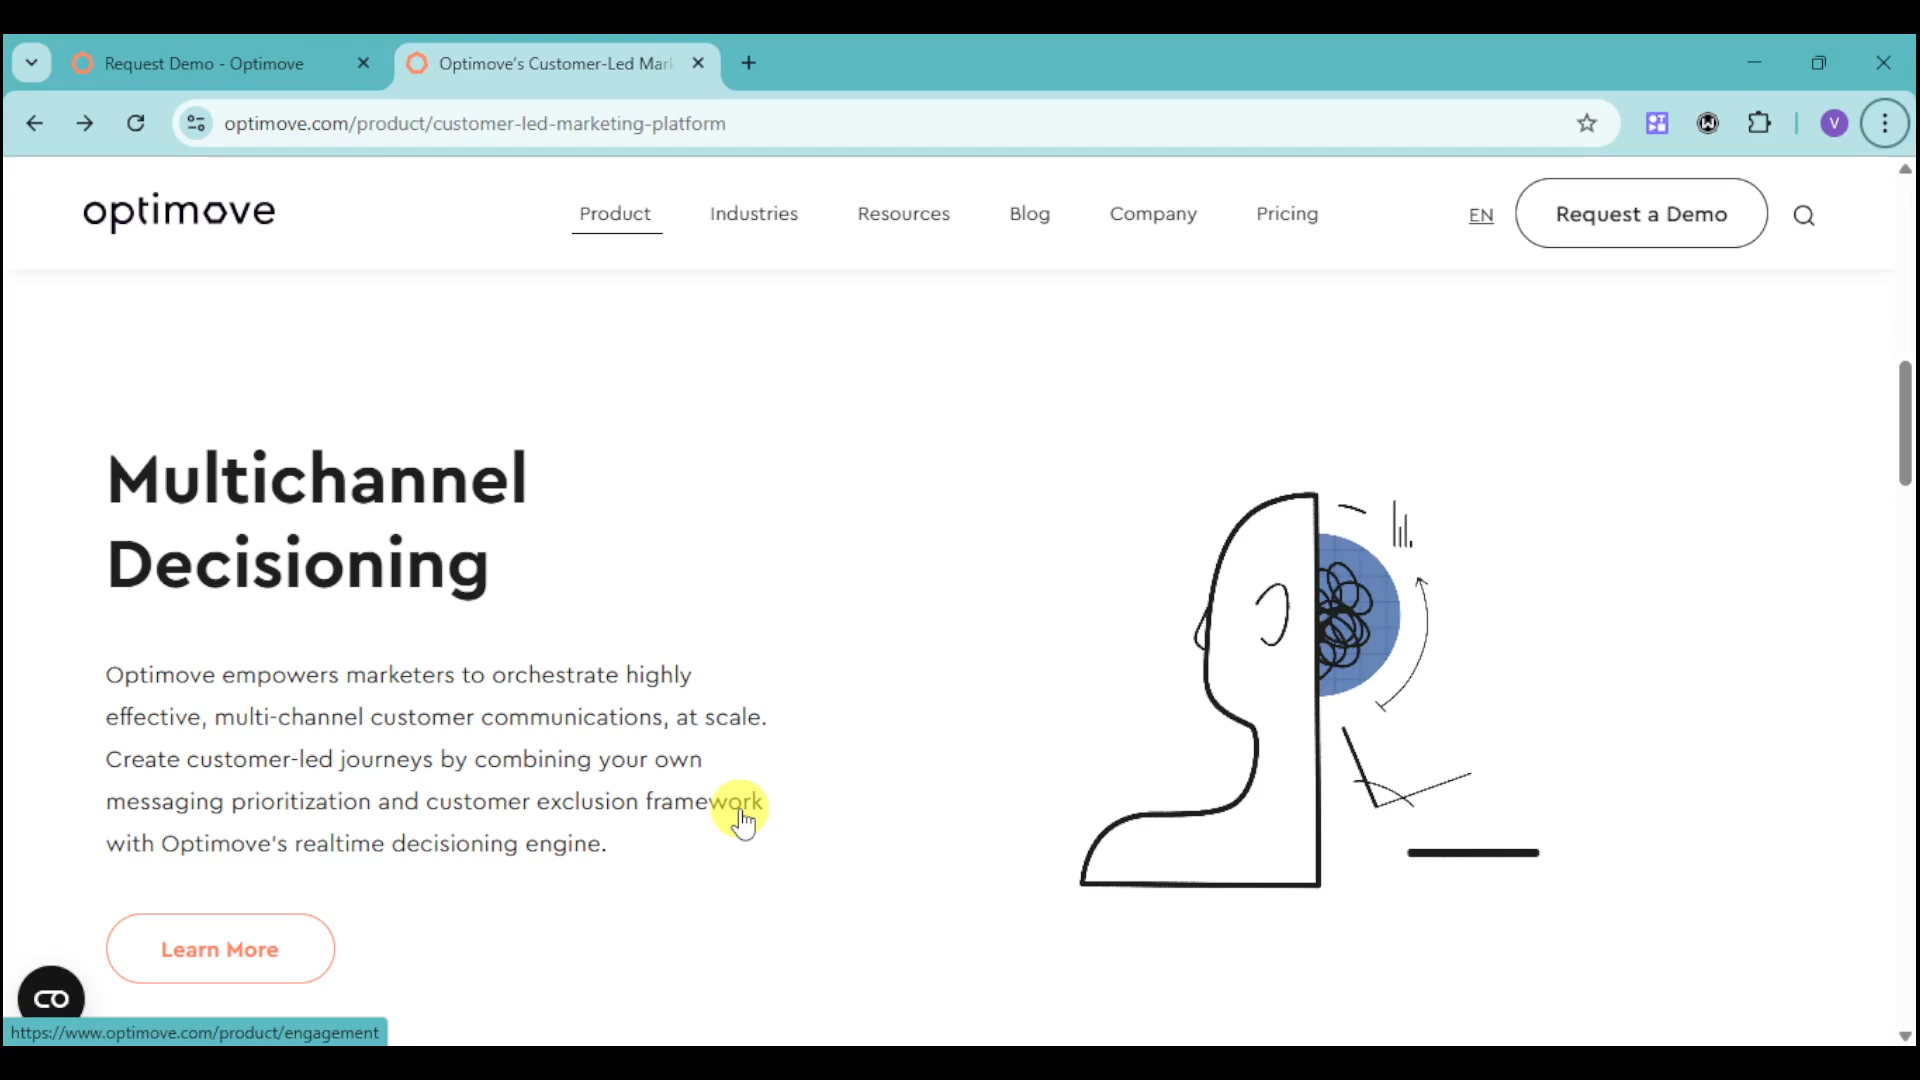 Request Demo - Optimove
Optimove's Customer-Led Mar
optimove.com/product/customer-led-marketing-platform
V
optimove
Product
Industries
Resources
Blog
Company
Pricing
EN
Request a Demo
Multichannel
Decisioning
Optimove empowers marketers to orchestrate highly
effective, multi-channel customer communications, at scale.
Create customer-led journeys by combining your own
messaging prioritization and customer exclusion framework
with Optimove's realtime decisioning engine.
Learn More
https://www.optimove.com/product/engagement